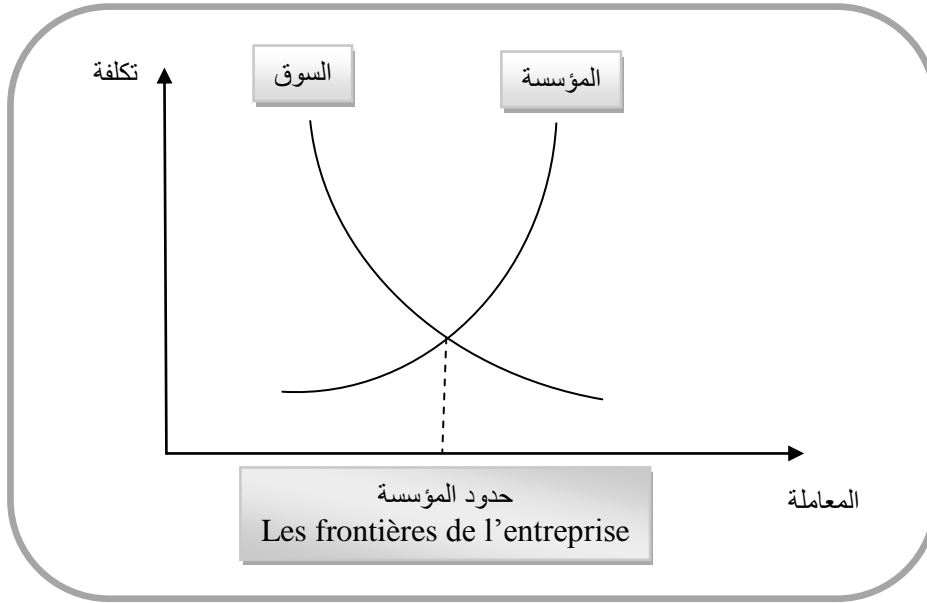 السوق
المؤسسة
تكلفة
حدود المؤسسة
Les frontières de l’entreprise
المعاملة